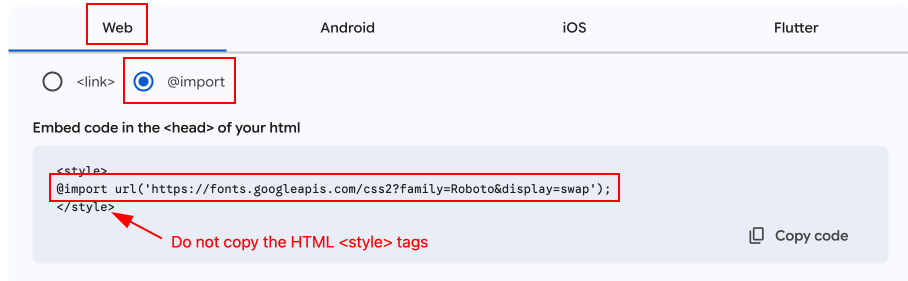 Web Android iOS Flutter
<link> @import
Embed code in the <head> of your html
<style>
@import url('https://fonts.googleapis.com/css2?family=Roboto&display=swap');
</style>
Do not copy the HTML <style> tags
Copy code